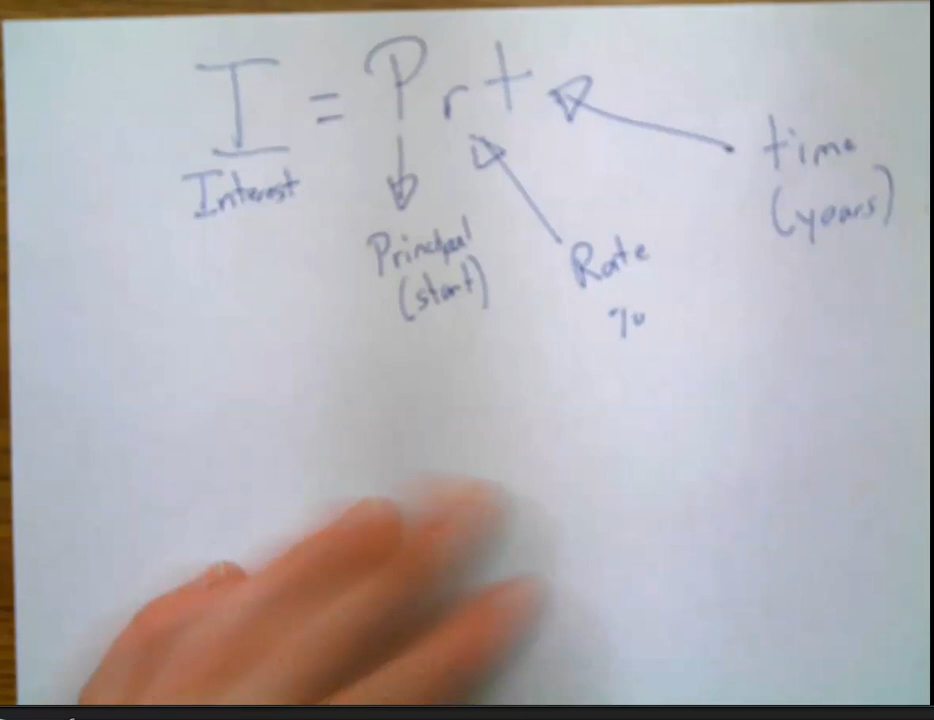 I = Prt
Interest
Principal
(start)
Rate
%
time
(years)